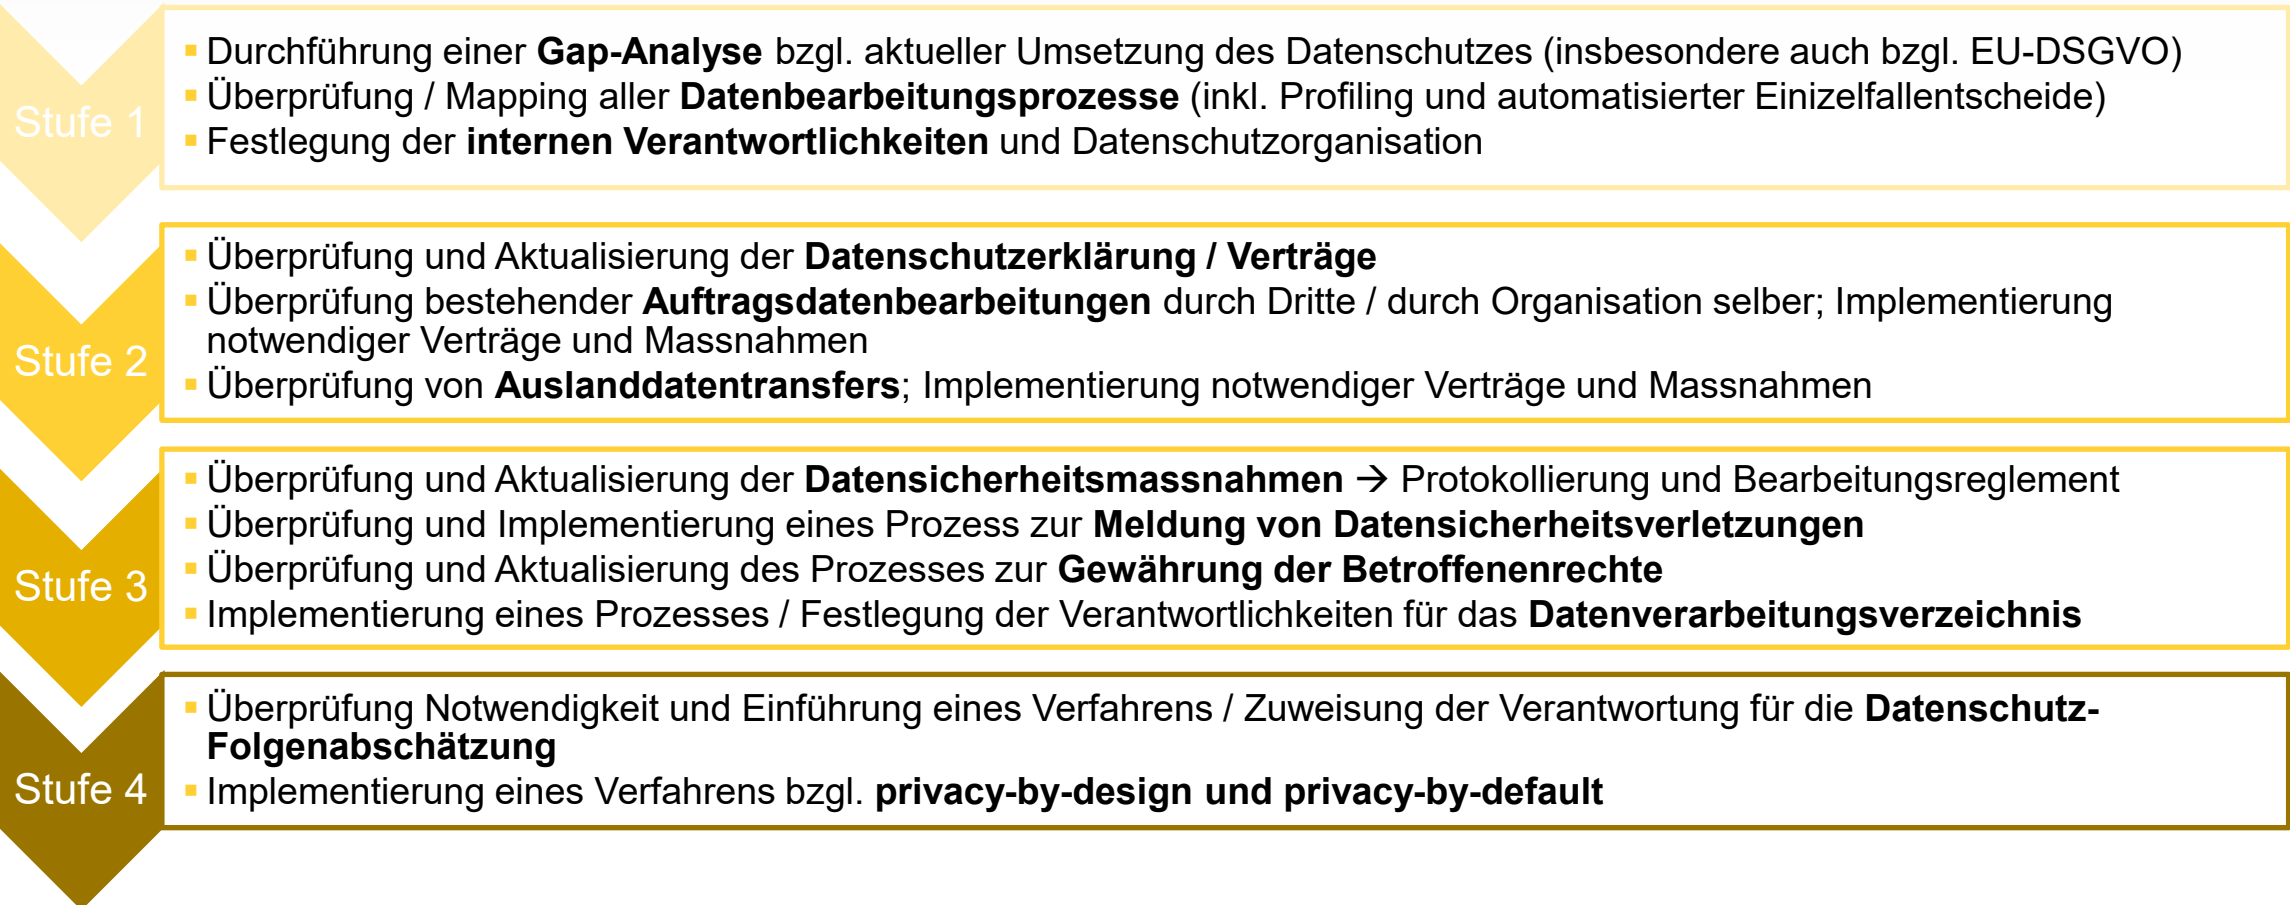 Stufe 1
▪ Durchführung einer Gap-Analyse bzgl. aktueller Umsetzung des Datenschutzes (insbesondere auch bzgl. EU-DSGVO)
▪ Überprüfung / Mapping aller Datenbearbeitungsprozesse (inkl. Profiling und automatisierter Einizelfallentscheide)
▪ Festlegung der internen Verantwortlichkeiten und Datenschutzorganisation
Stufe 2
▪ Überprüfung und Aktualisierung der Datenschutzerklärung / Verträge
▪ Überprüfung bestehender Auftragsdatenbearbeitungen durch Dritte / durch Organisation selber; Implementierung
notwendiger Verträge und Massnahmen
▪ Überprüfung von Auslanddatentransfers; Implementierung notwendiger Verträge und Massnahmen
Stufe 3
▪ Überprüfung und Aktualisierung der Datensicherheitsmassnahmen → Protokollierung und Bearbeitungsreglement
▪ Überprüfung und Implementierung eines Prozess zur Meldung von Datensicherheitsverletzungen
▪ Überprüfung und Aktualisierung des Prozesses zur Gewährung der Betroffenenrechte
▪ Implementierung eines Prozesses / Festlegung der Verantwortlichkeiten für das Datenverarbeitungsverzeichnis
Stufe 4
▪ Überprüfung Notwendigkeit und Einführung eines Verfahrens / Zuweisung der Verantwortung für die Datenschutz-
Folgenabschätzung
▪ Implementierung eines Verfahrens bzgl. privacy-by-design und privacy-by-default